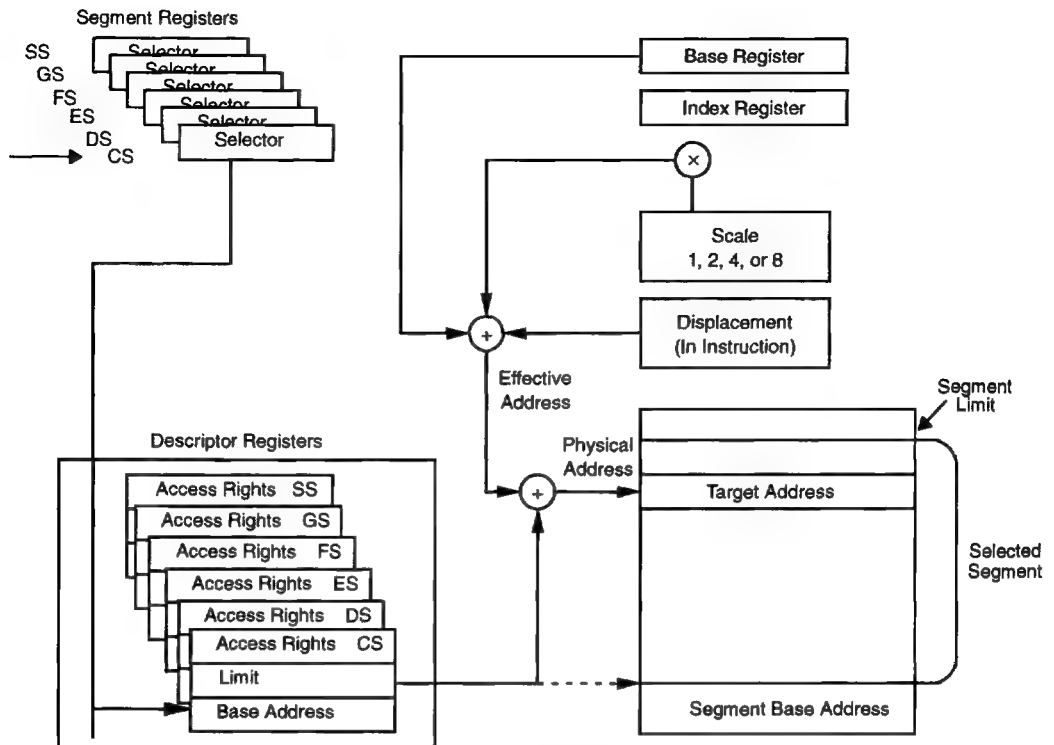 Segment Registers
SS
GS
FS
ES
DS
CS
Selector
Selector
Selector
Selector
Selector
Selector
Base Register
Index Register
×
Scale
1, 2, 4, or 8
Displacement
(In Instruction)
+
Effective
Address
Segment
Limit
Descriptor Registers
Physical
Address
+
Target Address
Selected
Segment
Access Rights SS
Access Rights GS
Access Rights FS
Access Rights ES
Access Rights DS
Access Rights CS
Limit
Base Address
Segment Base Address